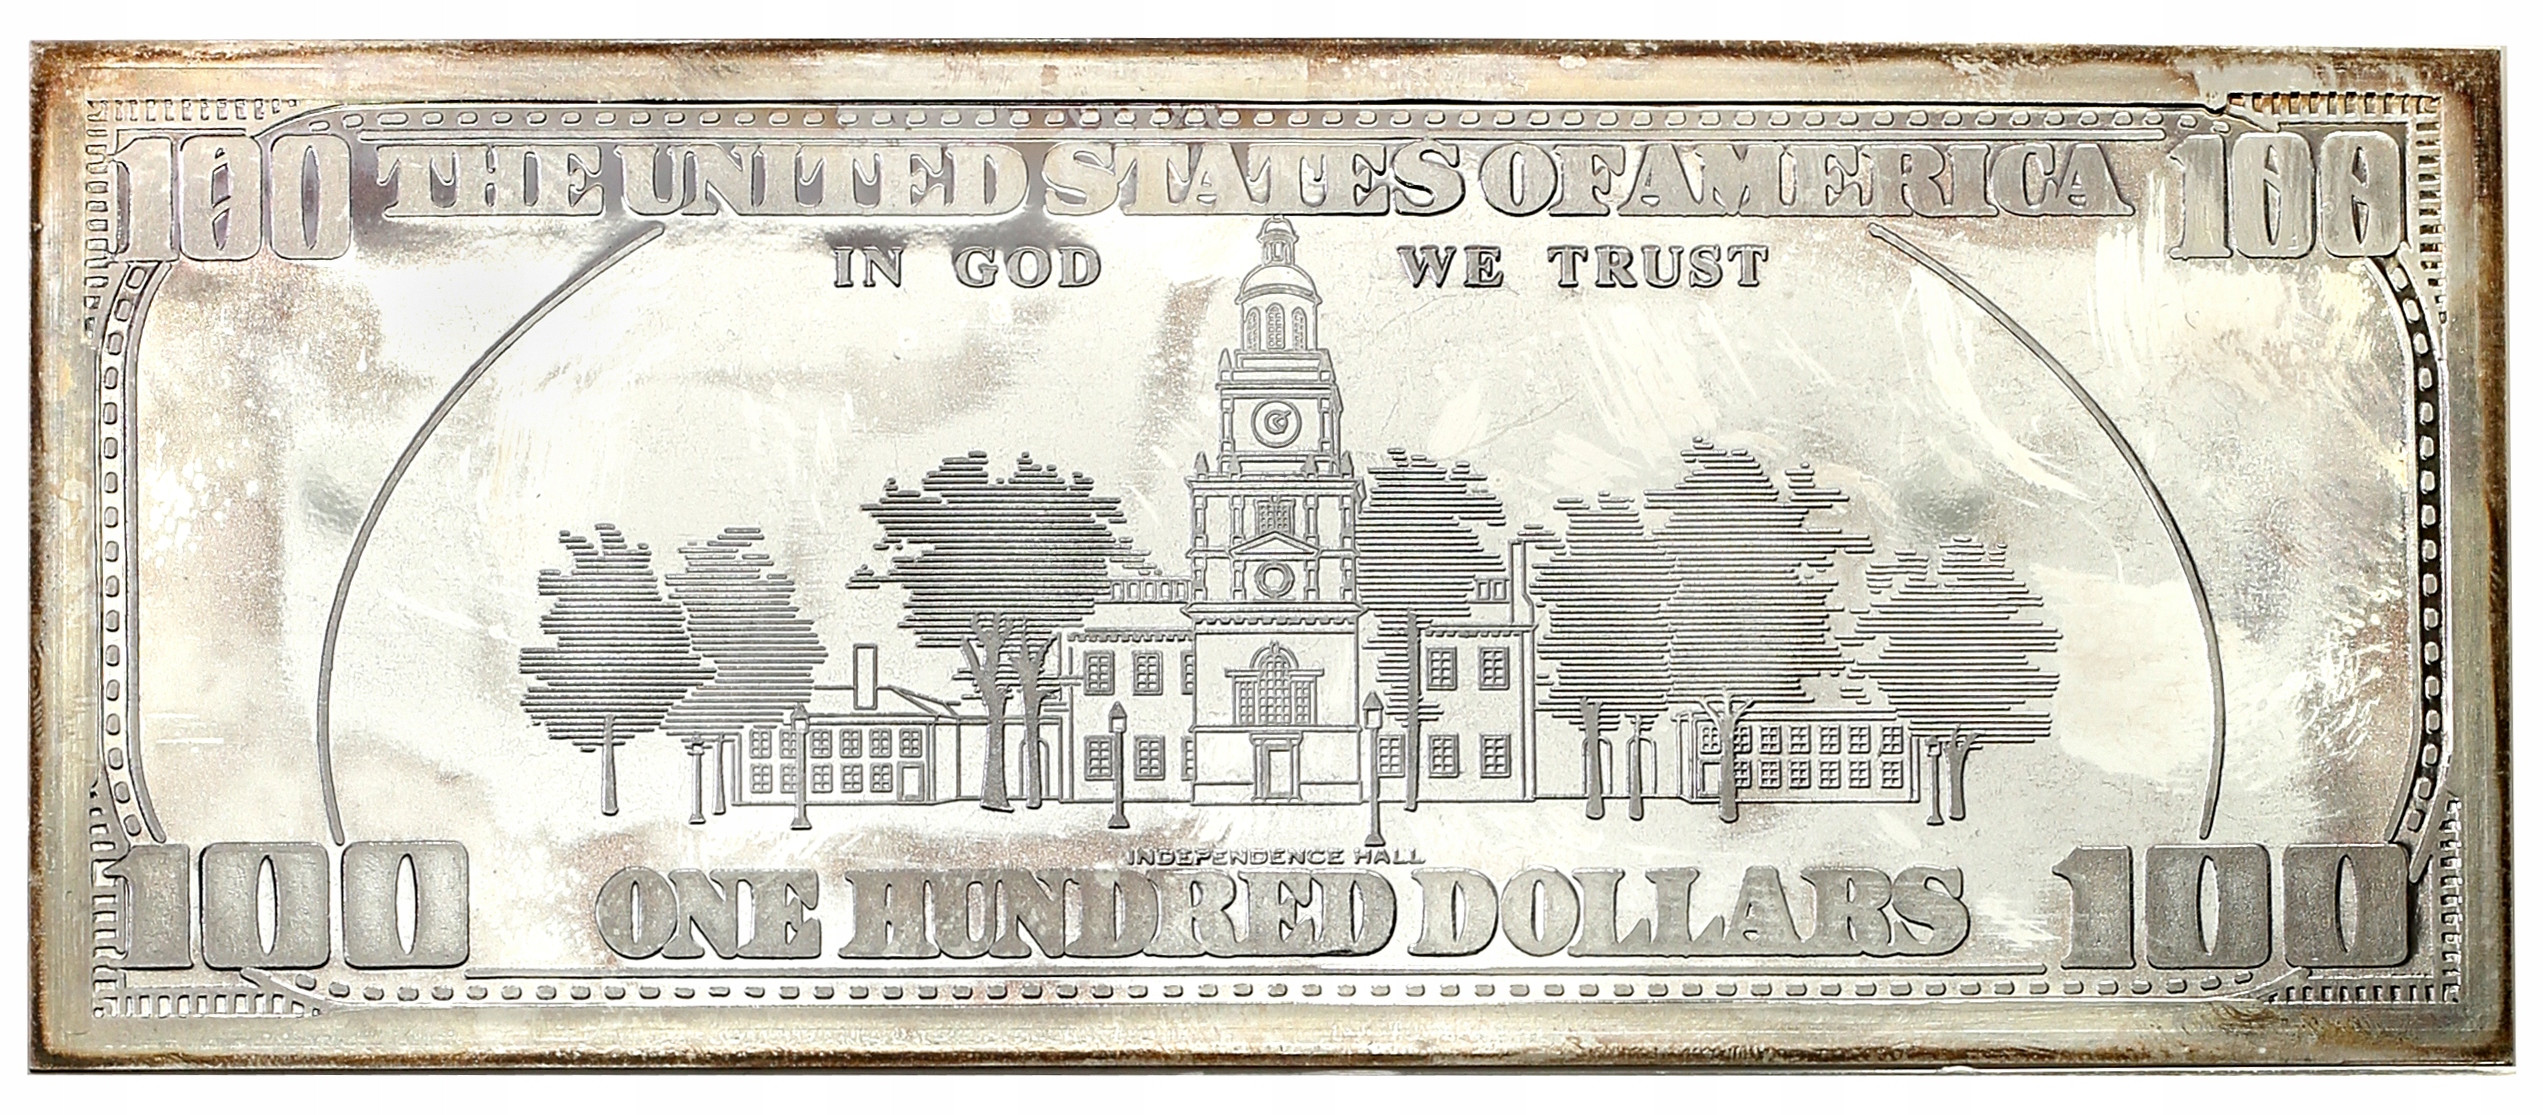 100 THE UNITED STATES OF AMERICA 100
IN GOD WE TRUST
INDEPENDENCE HALL
100 ONE HUNDRED DOLLARS 100